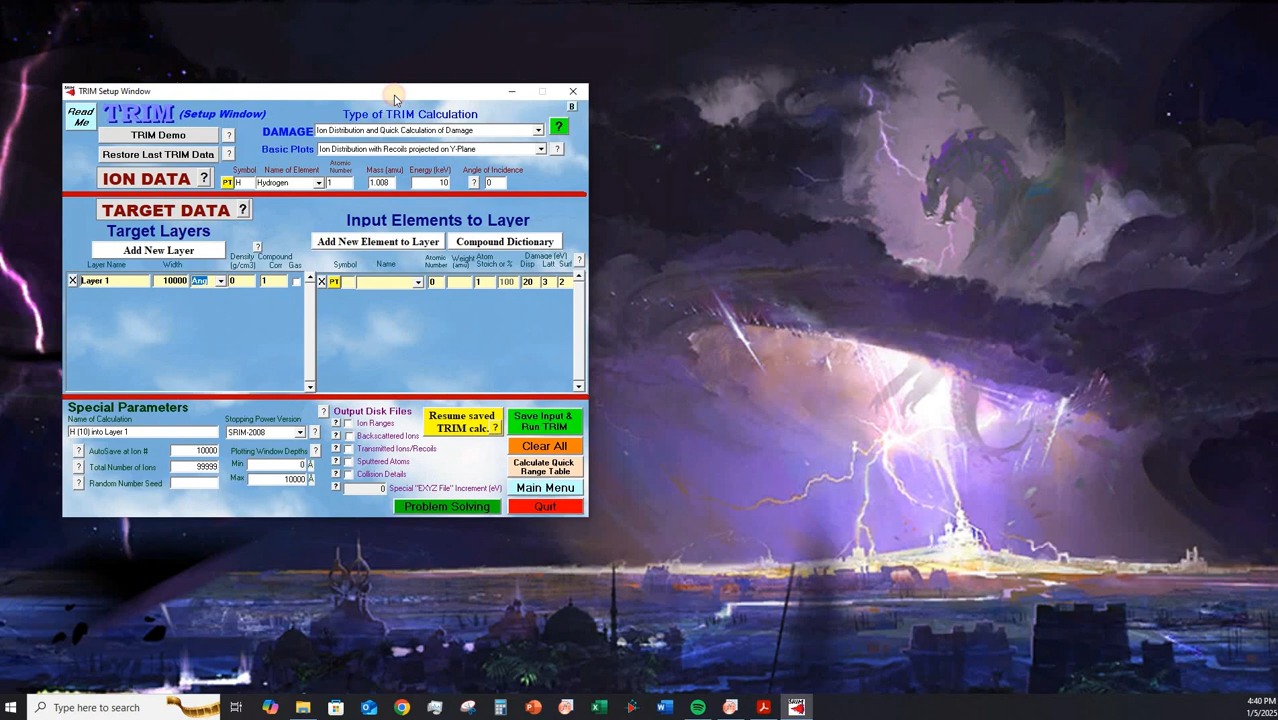 TRIM Setup Window
B
Read Me
TRIM (Setup Window)
Type of TRIM Calculation
TRIM Demo ?
DAMAGE Ion Distribution and Quick Calculation of Damage ?
Restore Last TRIM Data ?
Basic Plots Ion Distribution with Recoils projected on Y-Plane ?
ION DATA ?
Symbol Name of Element Atomic Number Mass (amu) Energy (keV) Angle of Incidence
PT H Hydrogen 1 1.008 10 ? 0
TARGET DATA ?
Target Layers
Input Elements to Layer
Add New Layer ?
Add New Element to Layer Compound Dictionary
Layer Name Width Density (g/cm3) Compound Corr Gas
Symbol Name Atomic Number Weight (amu) Atom Stoich or % Damage (eV) Disp Latt Surf ?
X Layer 1 10000 Ang 0 1
X PT 0 1 100 20 3 2
Special Parameters
Name of Calculation
H (10) into Layer 1
Stopping Power Version
SRIM-2008 ?
? AutoSave at Ion # 10000
? Total Number of Ions 99999
? Random Number Seed
Plotting Window Depths ?
Min 0 Å
Max 10000 Å
? Output Disk Files
? Ion Ranges
? Backscattered Ions
? Transmitted Ions/Recoils
? Sputtered Atoms
? Collision Details
? 0 Special "EXYZ File" Increment (eV)
Resume saved TRIM calc. ?
Save Input & Run TRIM
Clear All
Calculate Quick Range Table
Main Menu
Problem Solving
Quit
Type here to search
4:40 PM
1/5/2025